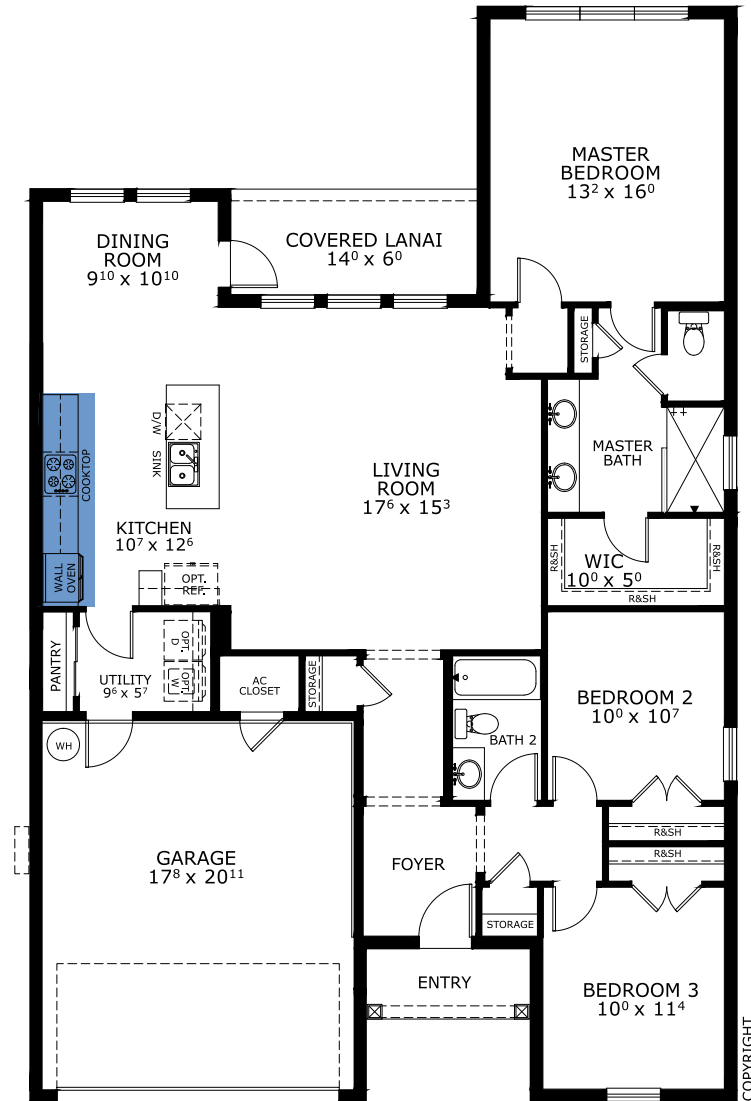 MASTER
BEDROOM
13² x 16⁰
DINING
ROOM
9¹⁰ x 10¹⁰
COVERED LANAI
14⁰ x 6⁰
STORAGE
D/W
SINK
COOKTOP
LIVING
ROOM
17⁶ x 15³
MASTER
BATH
KITCHEN
10⁷ x 12⁶
WALL
OVEN
OPT.
REF.
WIC
10⁰ x 5⁰
R&SH
R&SH
R&SH
PANTRY
UTILITY
9⁶ x 5⁷
OPT.
D
OPT.
W
AC
CLOSET
STORAGE
BEDROOM 2
10⁰ x 10⁷
BATH 2
WH
R&SH
R&SH
GARAGE
17⁸ x 20¹¹
FOYER
STORAGE
ENTRY
BEDROOM 3
10⁰ x 11⁴
COPYRIGHT